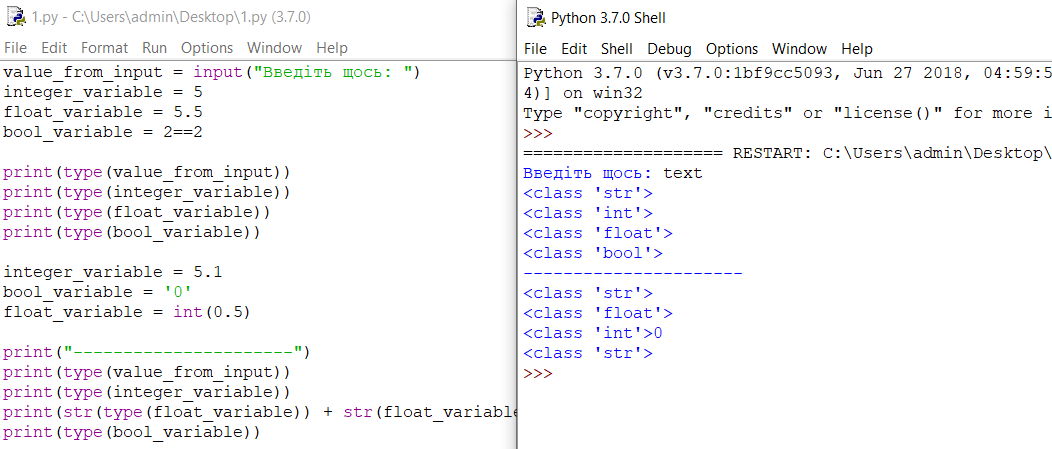 1.py - C:\Users\admin\Desktop\1.py (3.7.0)
File Edit Format Run Options Window Help
value_from_input = input("Введіть щось: ")
integer_variable = 5
float_variable = 5.5
bool_variable = 2==2
print(type(value_from_input))
print(type(integer_variable))
print(type(float_variable))
print(type(bool_variable))
integer_variable = 5.1
bool_variable = '0'
float_variable = int(0.5)
print("----------------------")
print(type(value_from_input))
print(type(integer_variable))
print(str(type(float_variable)) + str(float_variable
print(type(bool_variable))
Python 3.7.0 Shell
File Edit Shell Debug Options Window Help
Python 3.7.0 (v3.7.0:1bf9cc5093, Jun 27 2018, 04:59:5
4)] on win32
Type "copyright", "credits" or "license()" for more i
>>>
==================== RESTART: C:\Users\admin\Desktop\
Введіть щось: text
<class 'str'>
<class 'int'>
<class 'float'>
<class 'bool'>
----------------------
<class 'str'>
<class 'float'>
<class 'int'>0
<class 'str'>
>>>